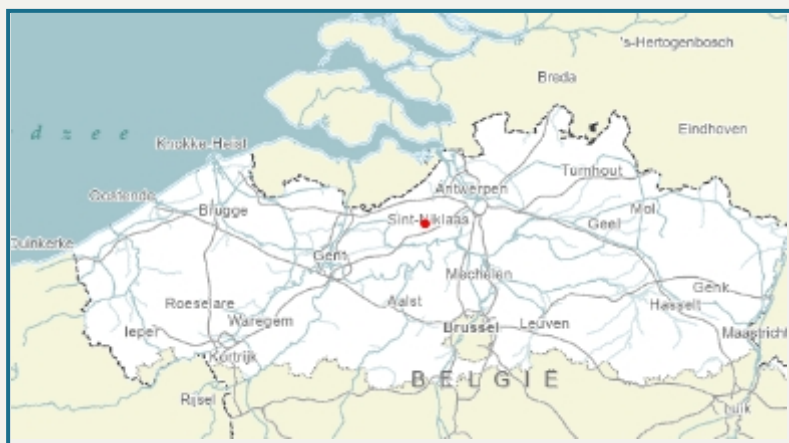 's-Hertogenbosch
Breda
Eindhoven
d z e e
Knokke-Heist
Turnhout
Antwerpen
Oostende
Brugge
Sint-Niklaas
Mol
Geel
Duinkerke
Gent
Mechelen
Genk
Roeselare
Aalst
Hasselt
Ieper
Waregem
Brussel
Leuven
Maastricht
Kortrijk
BELGIË
Rijsel
Luik